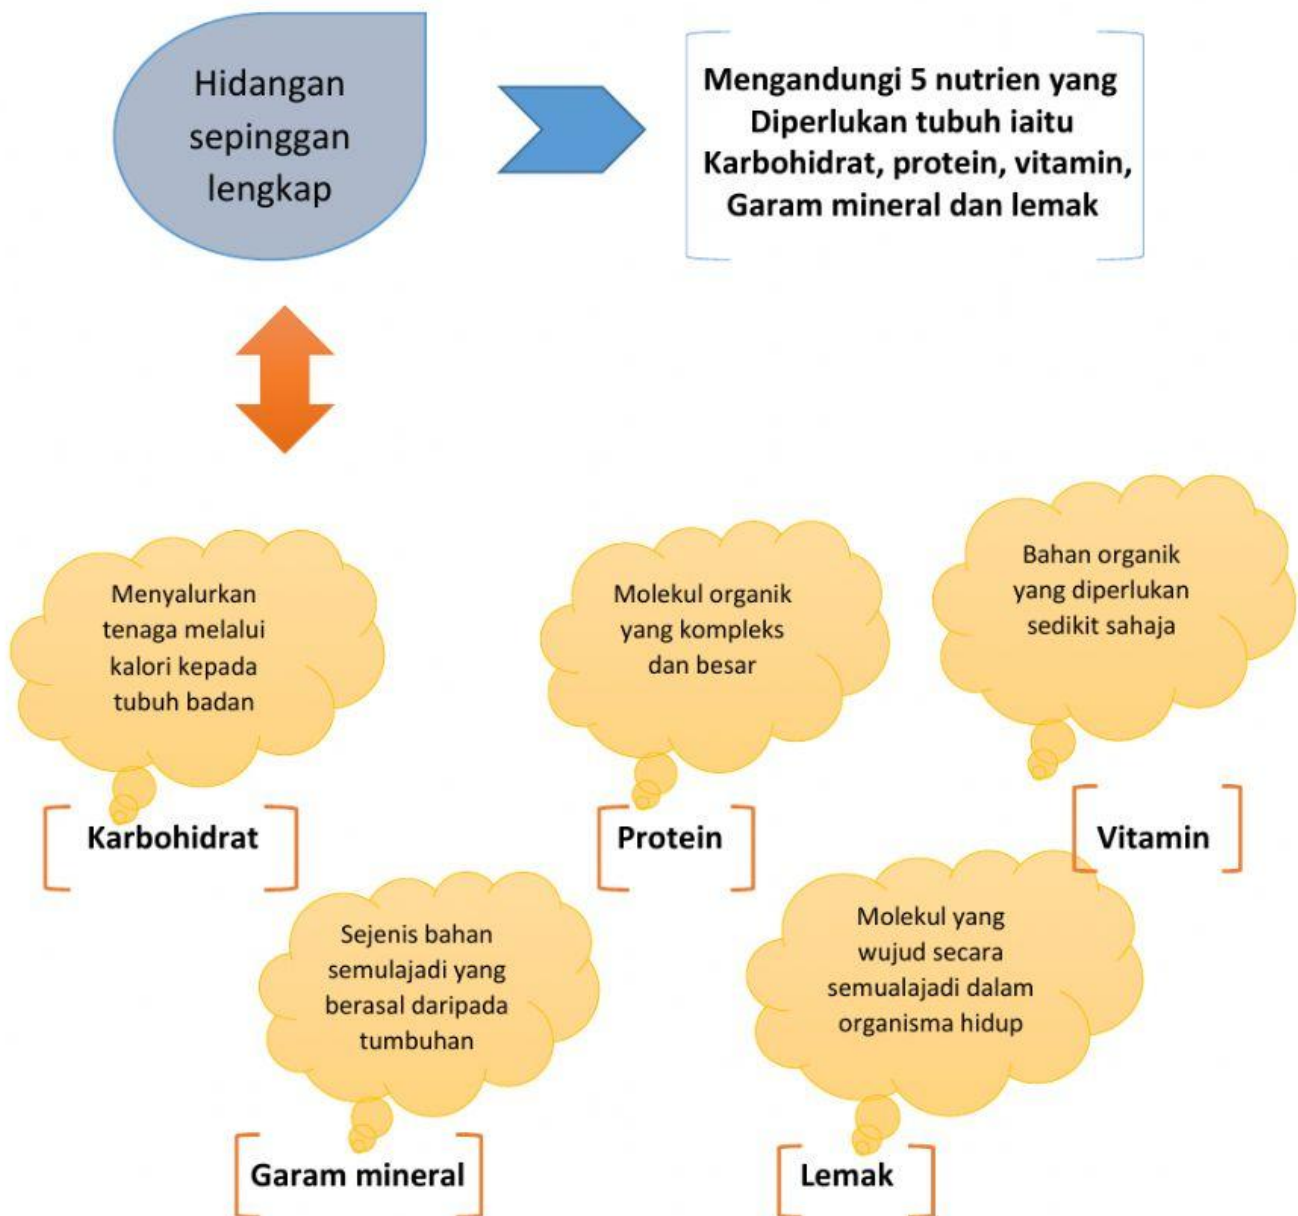 Hidangan
sepinggan
lengkap
Mengandungi 5 nutrien yang
Diperlukan tubuh iaitu
Karbohidrat, protein, vitamin,
Garam mineral dan lemak
Menyalurkan
tenaga melalui
kalori kepada
tubuh badan
Karbohidrat
Molekul organik
yang kompleks
dan besar
Protein
Bahan organik
yang diperlukan
sedikit sahaja
Vitamin
Sejenis bahan
semulajadi yang
berasal daripada
tumbuhan
Garam mineral
Molekul yang
wujud secara
semualajadi dalam
organisma hidup
Lemak